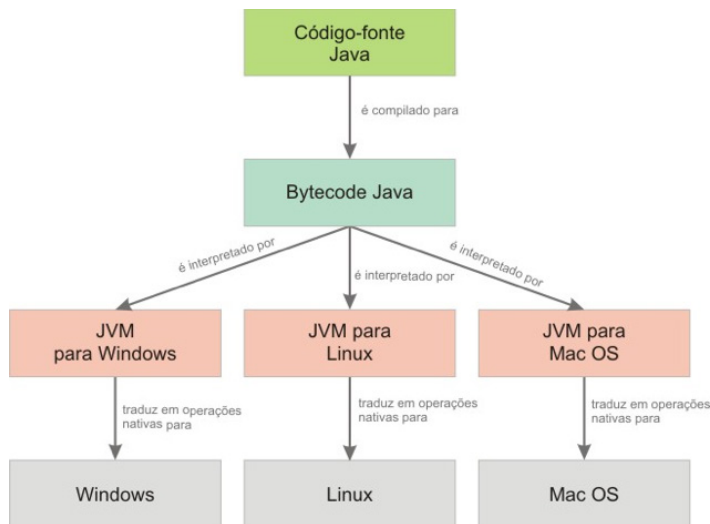 Código-fonte
Java
é compilado para
Bytecode Java
é interpretado por
é interpretado por
é interpretado por
JVM
para Windows
JVM para
Linux
JVM para
Mac OS
traduz em operações
nativas para
traduz em operações
nativas para
traduz em operações
nativas para
Windows
Linux
Mac OS